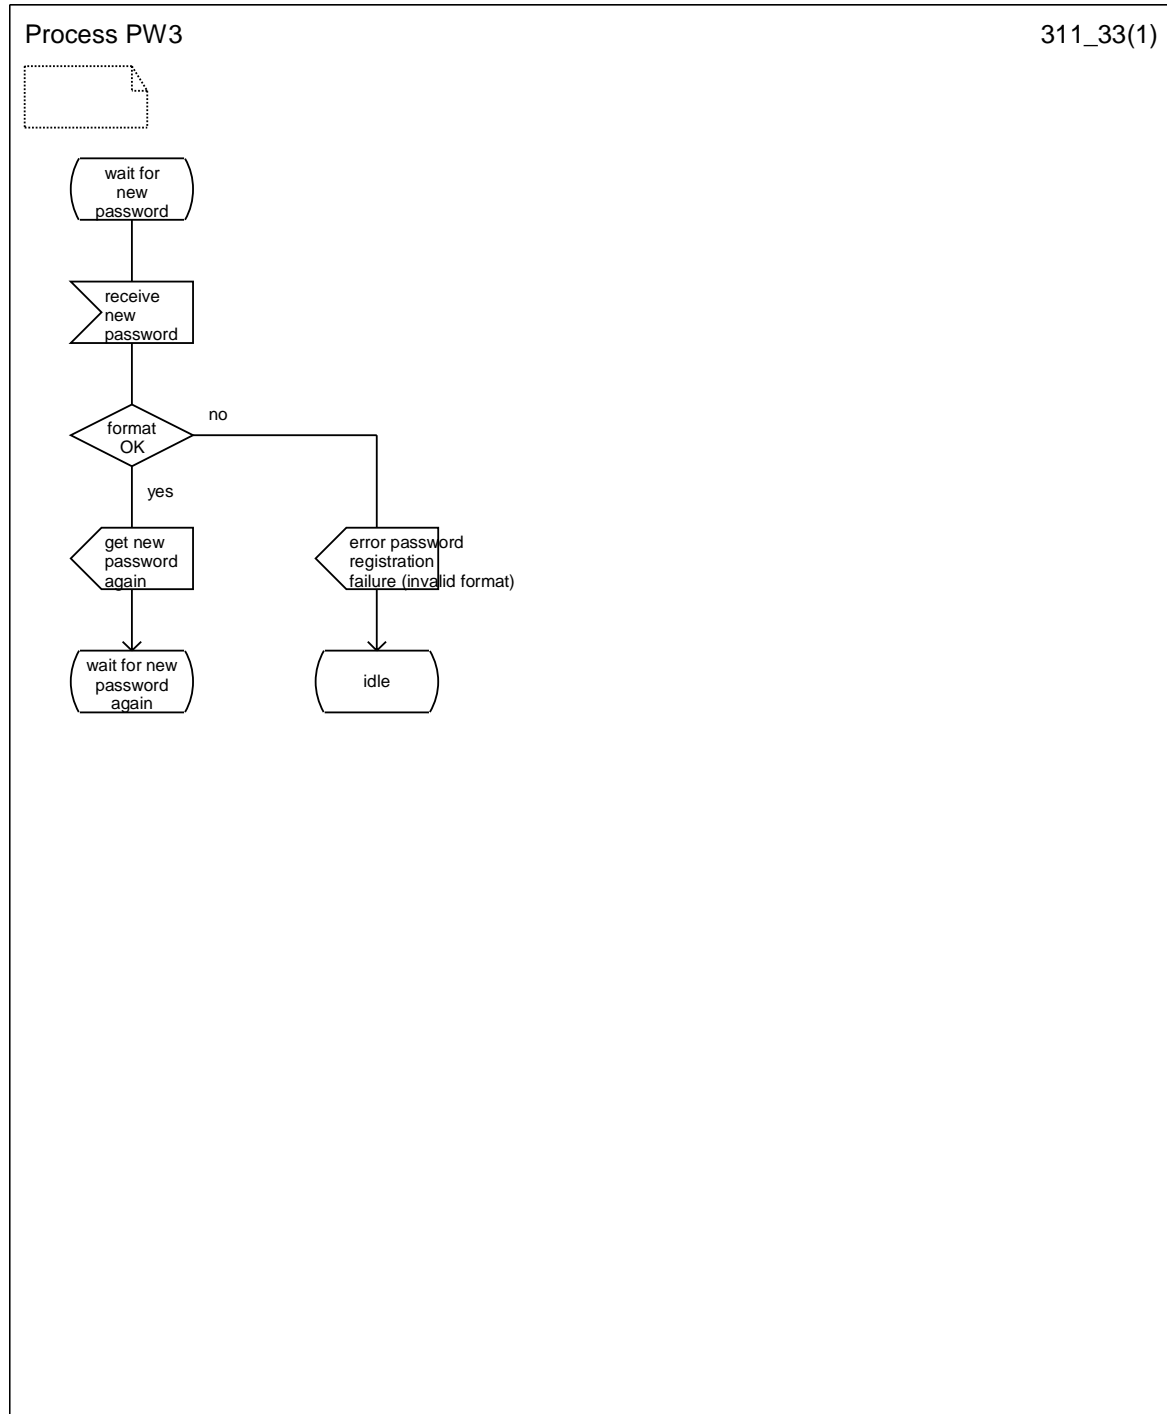 Process PW3
311_33(1)
wait for
new
password
receive
new
password
format
OK
no
yes
get new
password
again
error password
registration
failure (invalid format)
wait for new
password
again
idle